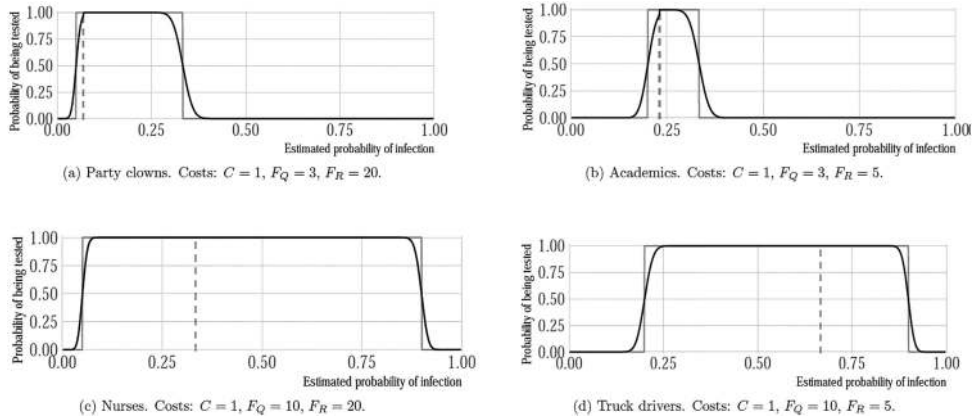 Probability of being tested
1.00
0.75
0.50
0.25
0.00
0.00 0.25 0.50 0.75 1.00
Estimated probability of infection
(a) Party clowns. Costs: C = 1, F_Q = 3, F_R = 20.
Probability of being tested
1.00
0.75
0.50
0.25
0.00
0.00 0.25 0.50 0.75 1.00
Estimated probability of infection
(b) Academics. Costs: C = 1, F_Q = 3, F_R = 5.
Probability of being tested
1.00
0.75
0.50
0.25
0.00
0.00 0.25 0.50 0.75 1.00
Estimated probability of infection
(c) Nurses. Costs: C = 1, F_Q = 10, F_R = 20.
Probability of being tested
1.00
0.75
0.50
0.25
0.00
0.00 0.25 0.50 0.75 1.00
Estimated probability of infection
(d) Truck drivers. Costs: C = 1, F_Q = 10, F_R = 5.